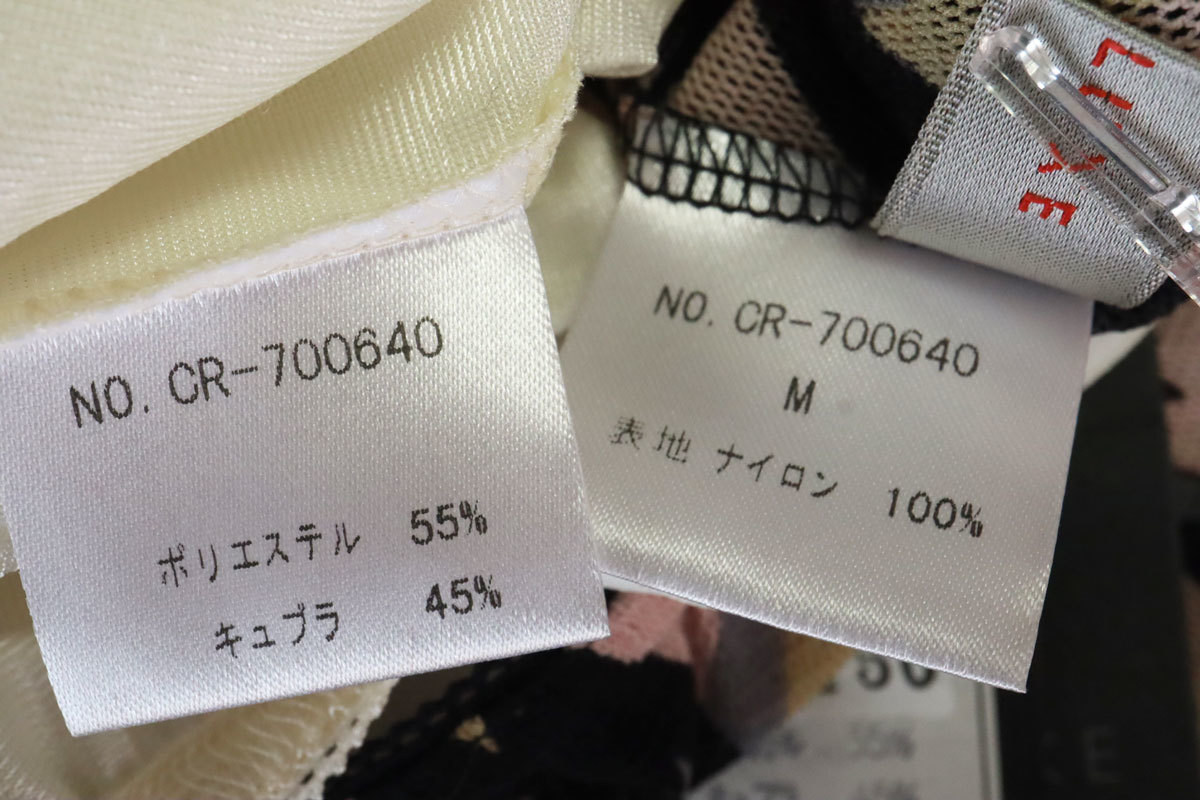 NO. CR-700640
ポリエステル 55%
キュプラ 45%
NO. CR-700640
M
表地 ナイロン 100%